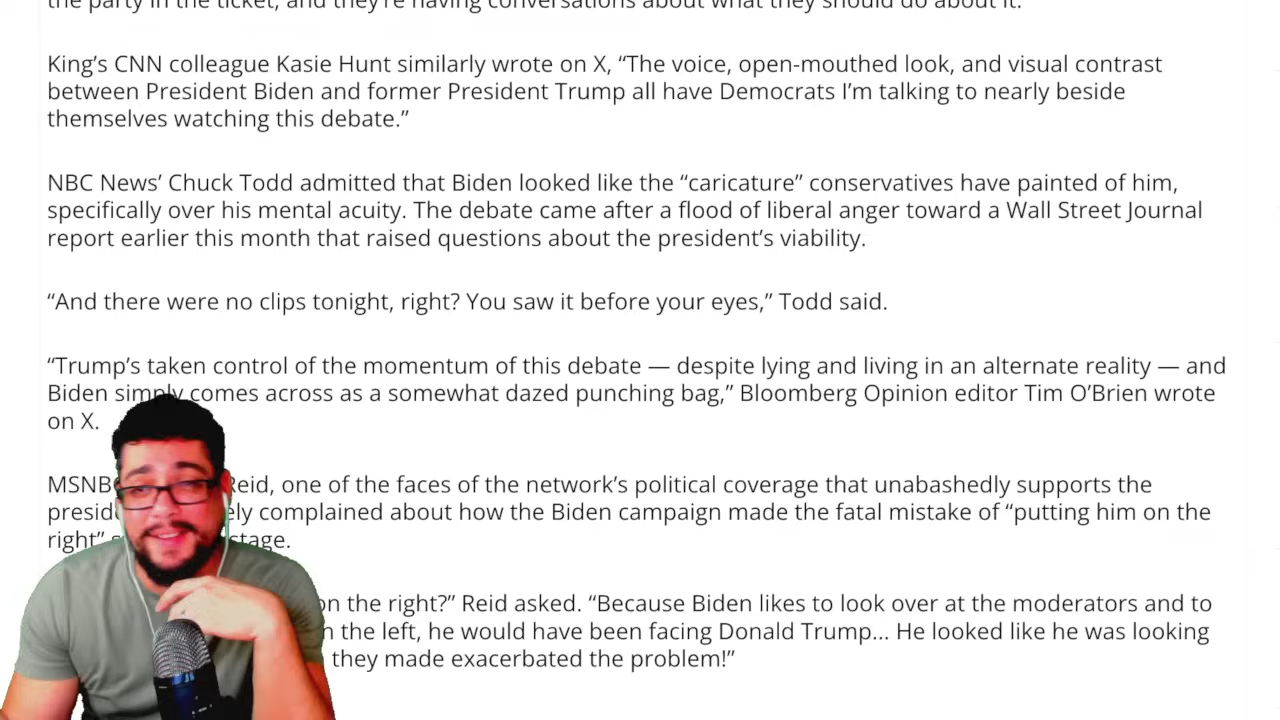 the party in the ticket, and they're having conversations about what they should do about it.
King’s CNN colleague Kasie Hunt similarly wrote on X, “The voice, open-mouthed look, and visual contrast
between President Biden and former President Trump all have Democrats I’m talking to nearly beside
themselves watching this debate.”
NBC News’ Chuck Todd admitted that Biden looked like the “caricature” conservatives have painted of him,
specifically over his mental acuity. The debate came after a flood of liberal anger toward a Wall Street Journal
report earlier this month that raised questions about the president’s viability.
“And there were no clips tonight, right? You saw it before your eyes,” Todd said.
“Trump’s taken control of the momentum of this debate — despite lying and living in an alternate reality — and
Biden simply comes across as a somewhat dazed punching bag,” Bloomberg Opinion editor Tim O’Brien wrote
on X.
Reid, one of the faces of the network’s political coverage that unabashedly supports the
complained about how the Biden campaign made the fatal mistake of “putting him on the
right” stage.
on the right?” Reid asked. “Because Biden likes to look over at the moderators and to
the left, he would have been facing Donald Trump... He looked like he was looking
they made exacerbated the problem!”